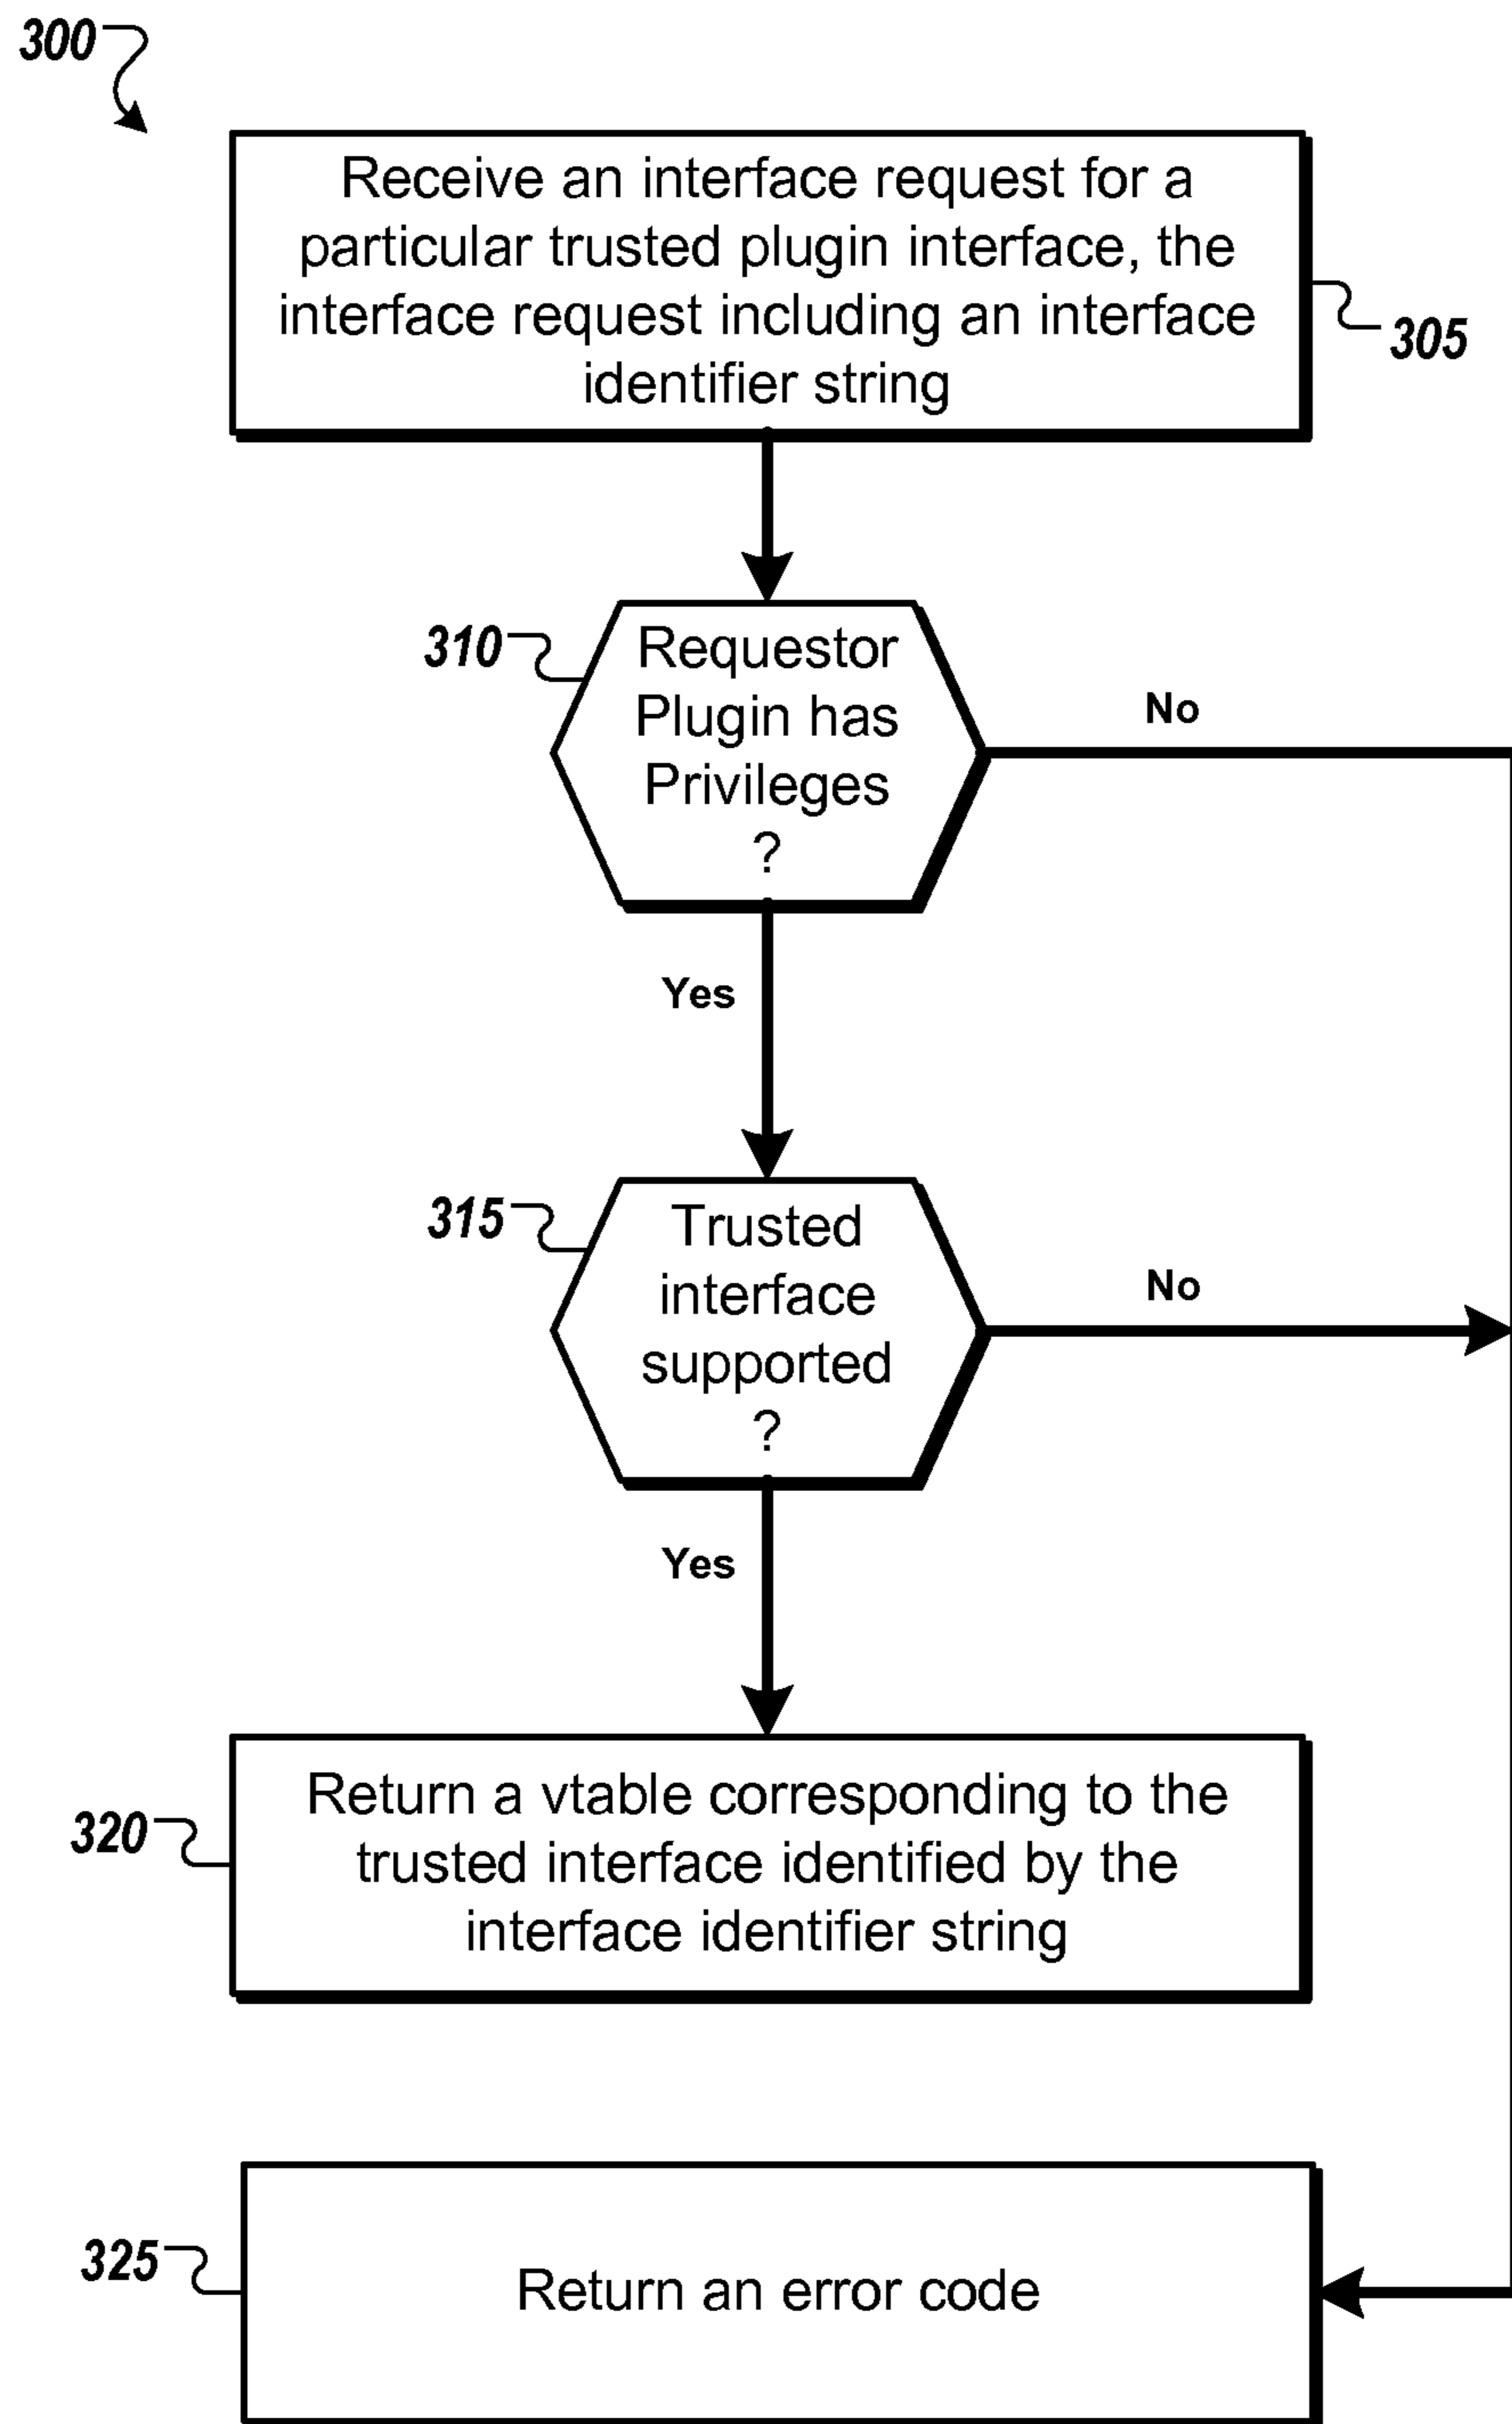 300
Receive an interface request for a
particular trusted plugin interface, the
interface request including an interface
identifier string
305
310
Requestor
Plugin has
Privileges
?
No
Yes
315
Trusted
interface
supported
?
No
Yes
320
Return a vtable corresponding to the
trusted interface identified by the
interface identifier string
325
Return an error code